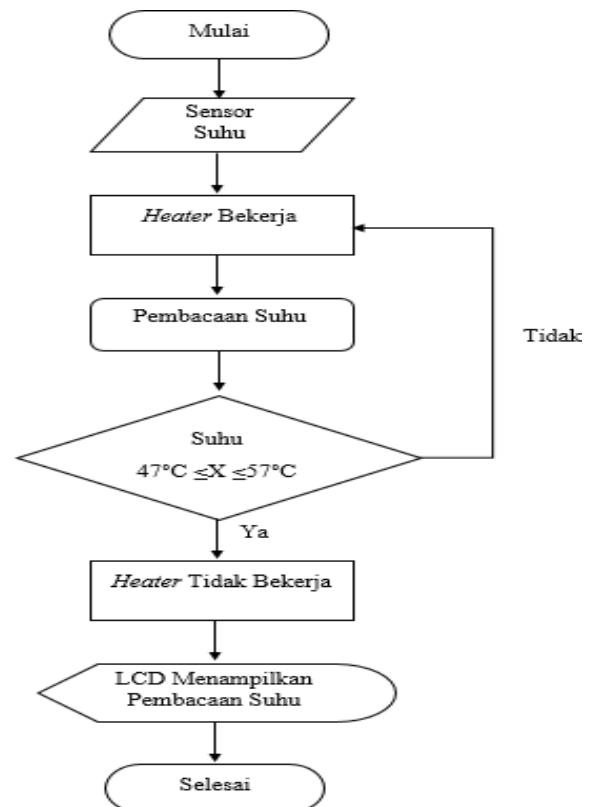 Mulai
Sensor
Suhu
Heater Bekerja
Pembacaan Suhu
Tidak
Suhu
47°C ≤X ≤57°C
Ya
Heater Tidak Bekerja
LCD Menampilkan
Pembacaan Suhu
Selesai